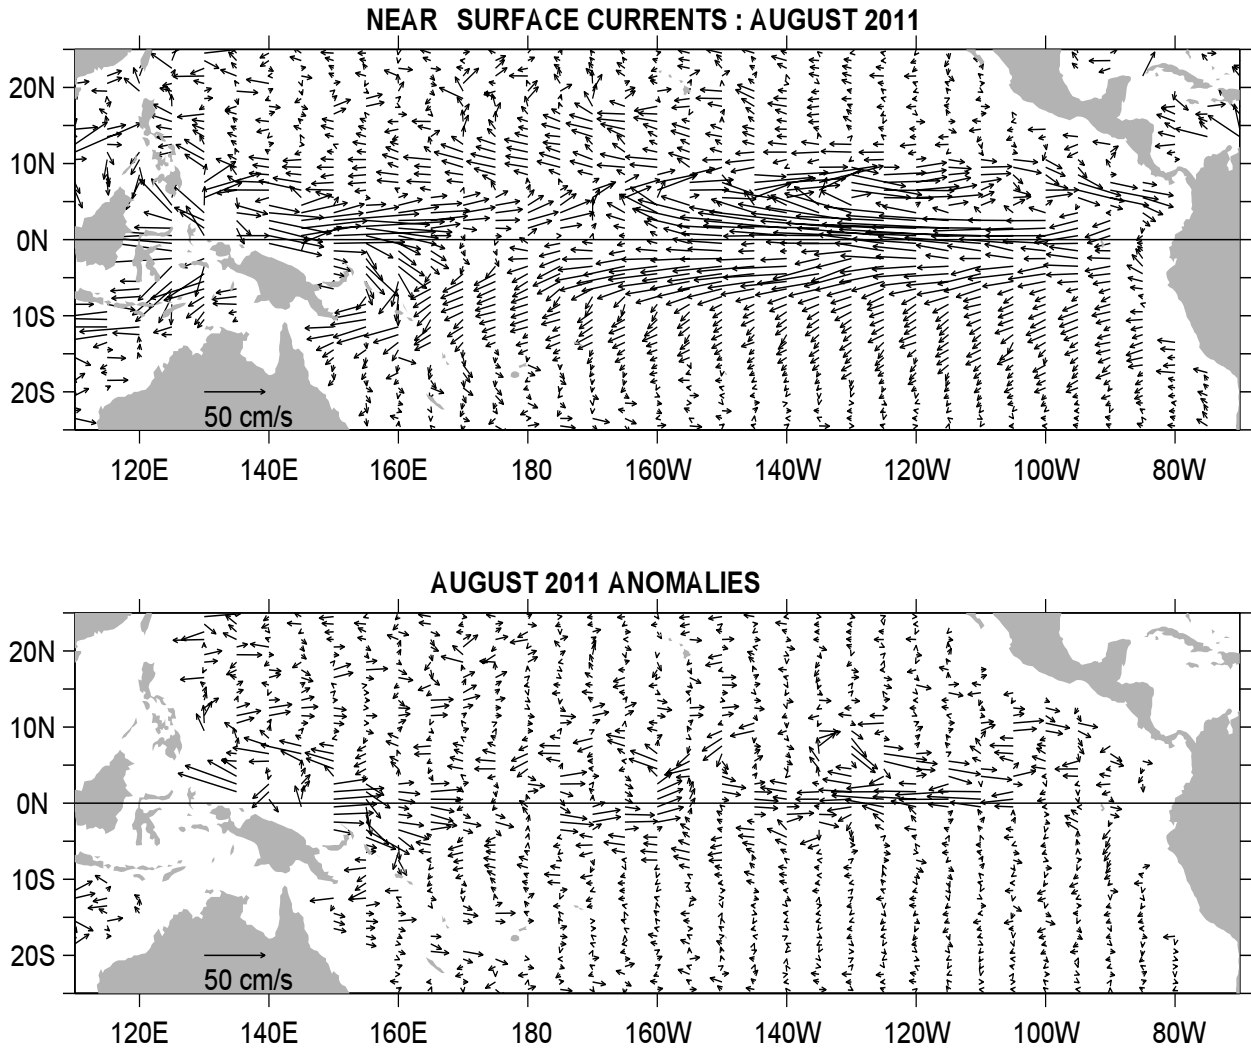 NEAR SURFACE CURRENTS : AUGUST 2011
20N
10N
0N
10S
20S
50 cm/s
120E 140E 160E 180 160W 140W 120W 100W 80W
AUGUST 2011 ANOMALIES
20N
10N
0N
10S
20S
50 cm/s
120E 140E 160E 180 160W 140W 120W 100W 80W